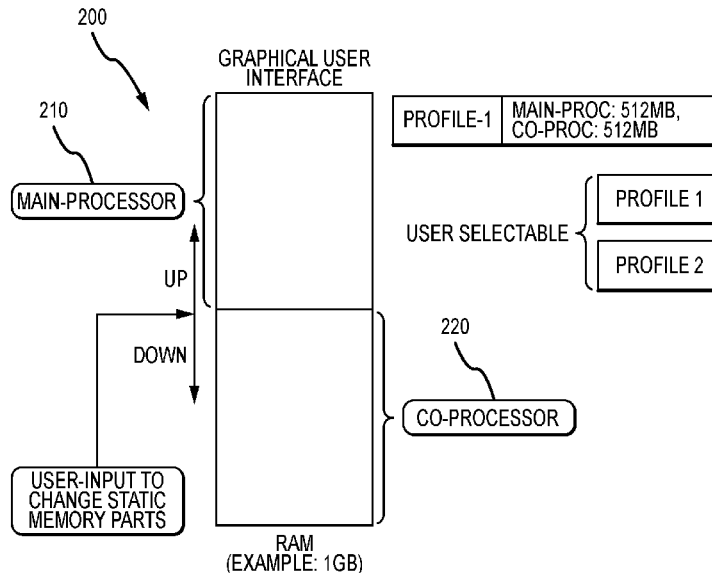 200
GRAPHICAL USER
INTERFACE
210
PROFILE-1
MAIN-PROC: 512MB,
CO-PROC: 512MB
MAIN-PROCESSOR
USER SELECTABLE
PROFILE 1
PROFILE 2
UP
DOWN
220
CO-PROCESSOR
USER-INPUT TO
CHANGE STATIC
MEMORY PARTS
RAM
(EXAMPLE: 1GB)